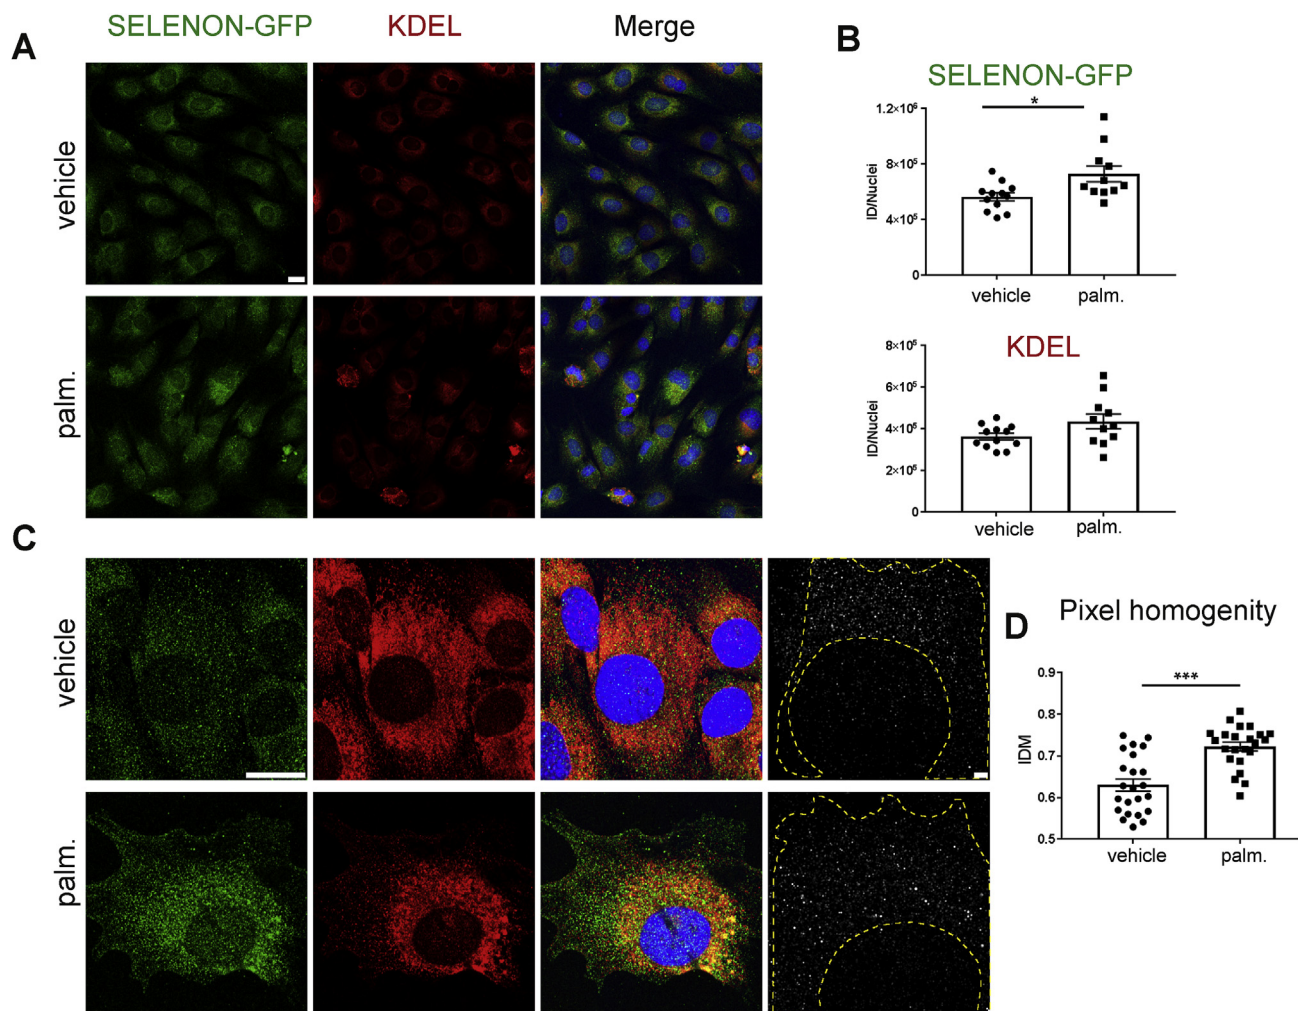 SELENON-GFP KDEL Merge
A
vehicle
palm.
B
SELENON-GFP
*
1.2×10⁶
8×10⁵
4×10⁵
0
ID/Nuclei
vehicle palm.
KDEL
8×10⁵
6×10⁵
4×10⁵
2×10⁵
0
ID/Nuclei
vehicle palm.
C
vehicle
palm.
D
Pixel homogenity
***
0.9
0.8
0.7
0.6
0.5
IDM
vehicle palm.